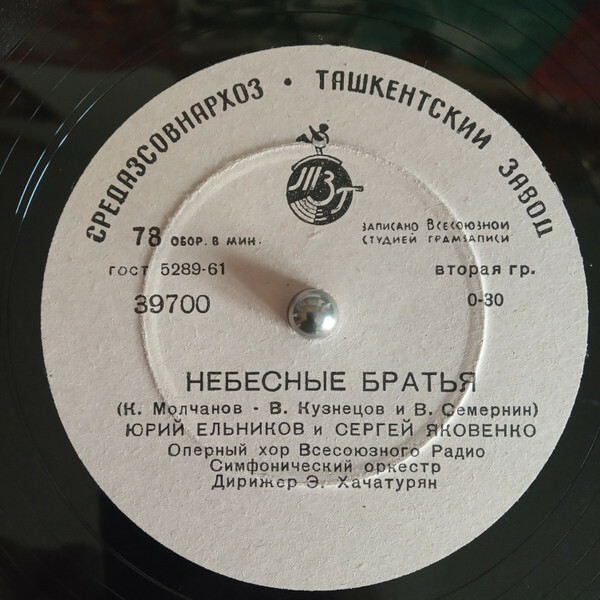 СРЕДАЗСОВНАРХОЗ • ТАШКЕНТСКИЙ ЗАВОД
ТЗГ
78 ОБОР. В МИН.
ЗАПИСАНО ВСЕСОЮЗНОЙ
СТУДИЕЙ ГРАМЗАПИСИ
ГОСТ 5289-61
вторая гр.
39700
0-30
НЕБЕСНЫЕ БРАТЬЯ
(К. Молчанов - В. Кузнецов и В. Семернин)
ЮРИЙ ЕЛЬНИКОВ и СЕРГЕЙ ЯКОВЕНКО
Оперный хор Всесоюзного Радио
Симфонический оркестр
Дирижер Э. Хачатурян